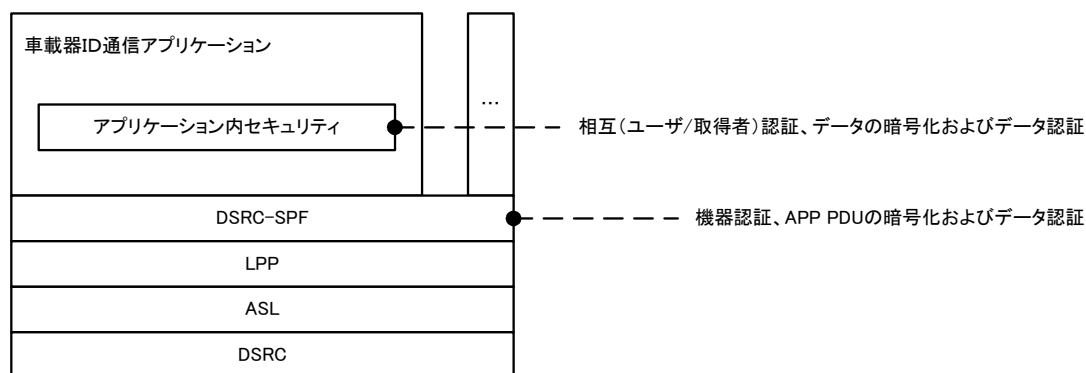 車載器ID通信アプリケーション
…
アプリケーション内セキュリティ
相互(ユーザ/取得者)認証、データの暗号化およびデータ認証
DSRC-SPF
機器認証、APP PDUの暗号化およびデータ認証
LPP
ASL
DSRC